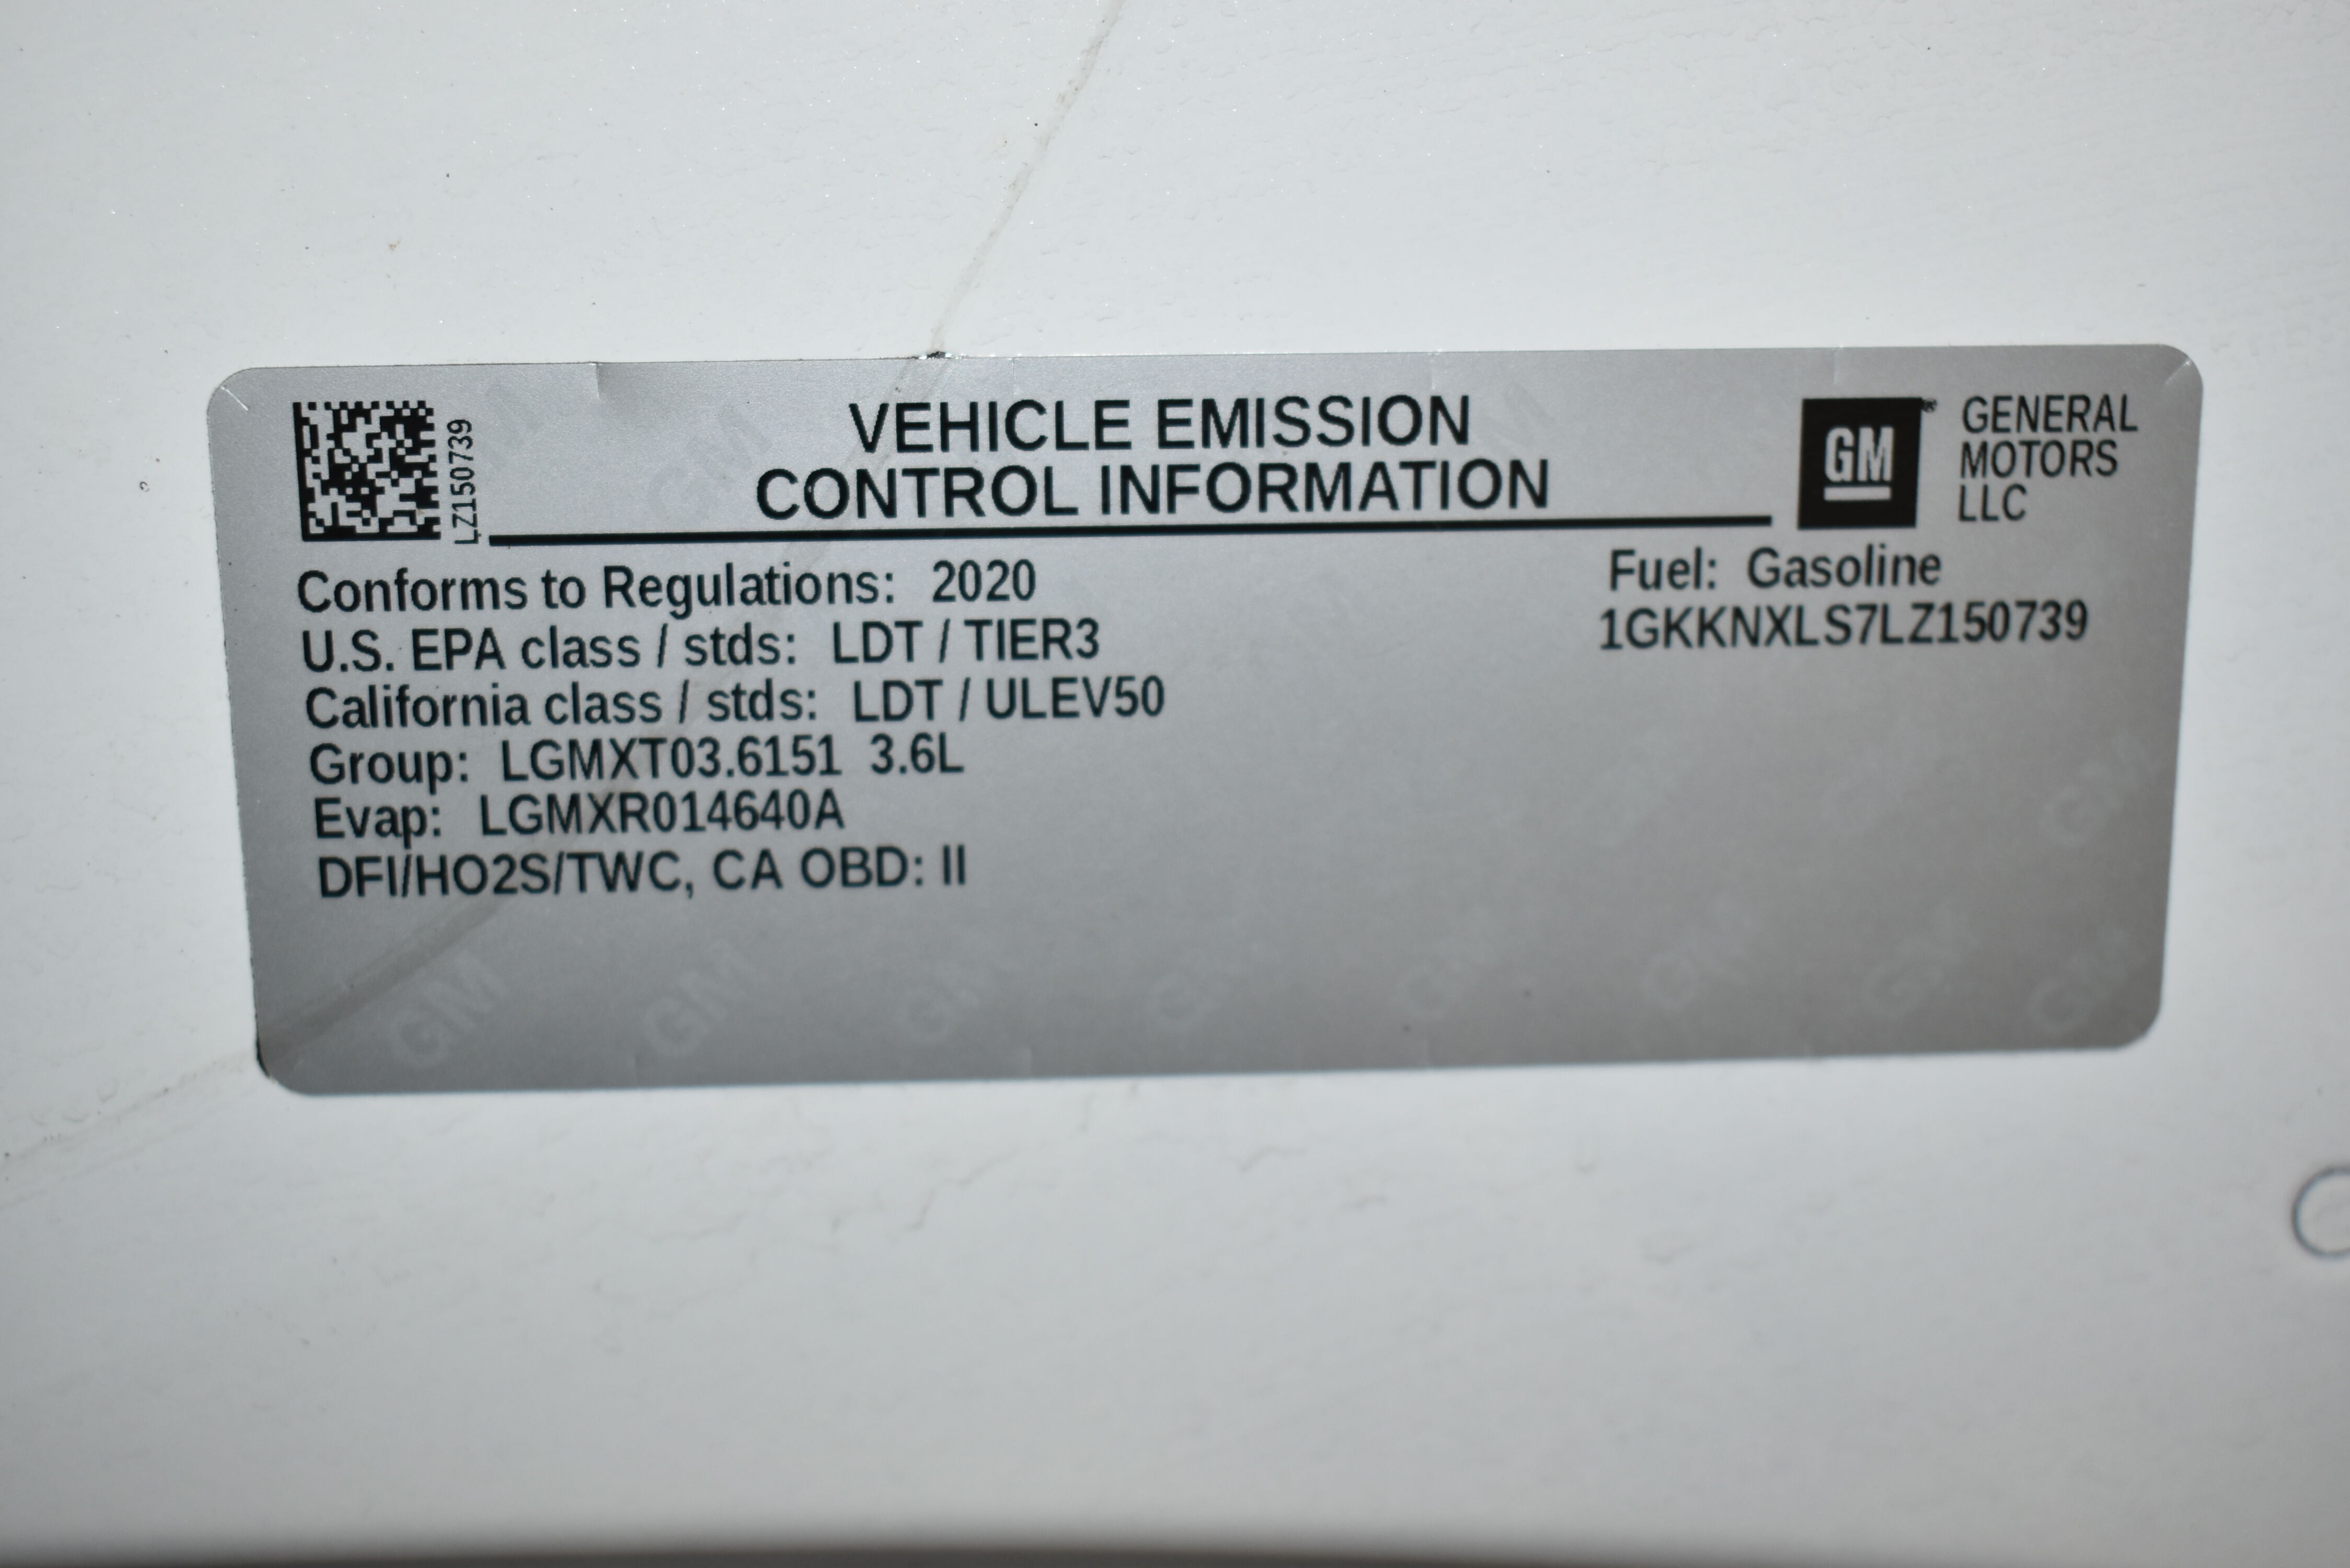 LZ150739
VEHICLE EMISSION
CONTROL INFORMATION
GM
GENERAL
MOTORS
LLC
Conforms to Regulations: 2020
U.S. EPA class / stds: LDT / TIER3
California class / stds: LDT / ULEV50
Group: LGMXT03.6151 3.6L
Evap: LGMXR014640A
DFI/HO2S/TWC, CA OBD: II
Fuel: Gasoline
1GKKNXLS7LZ150739